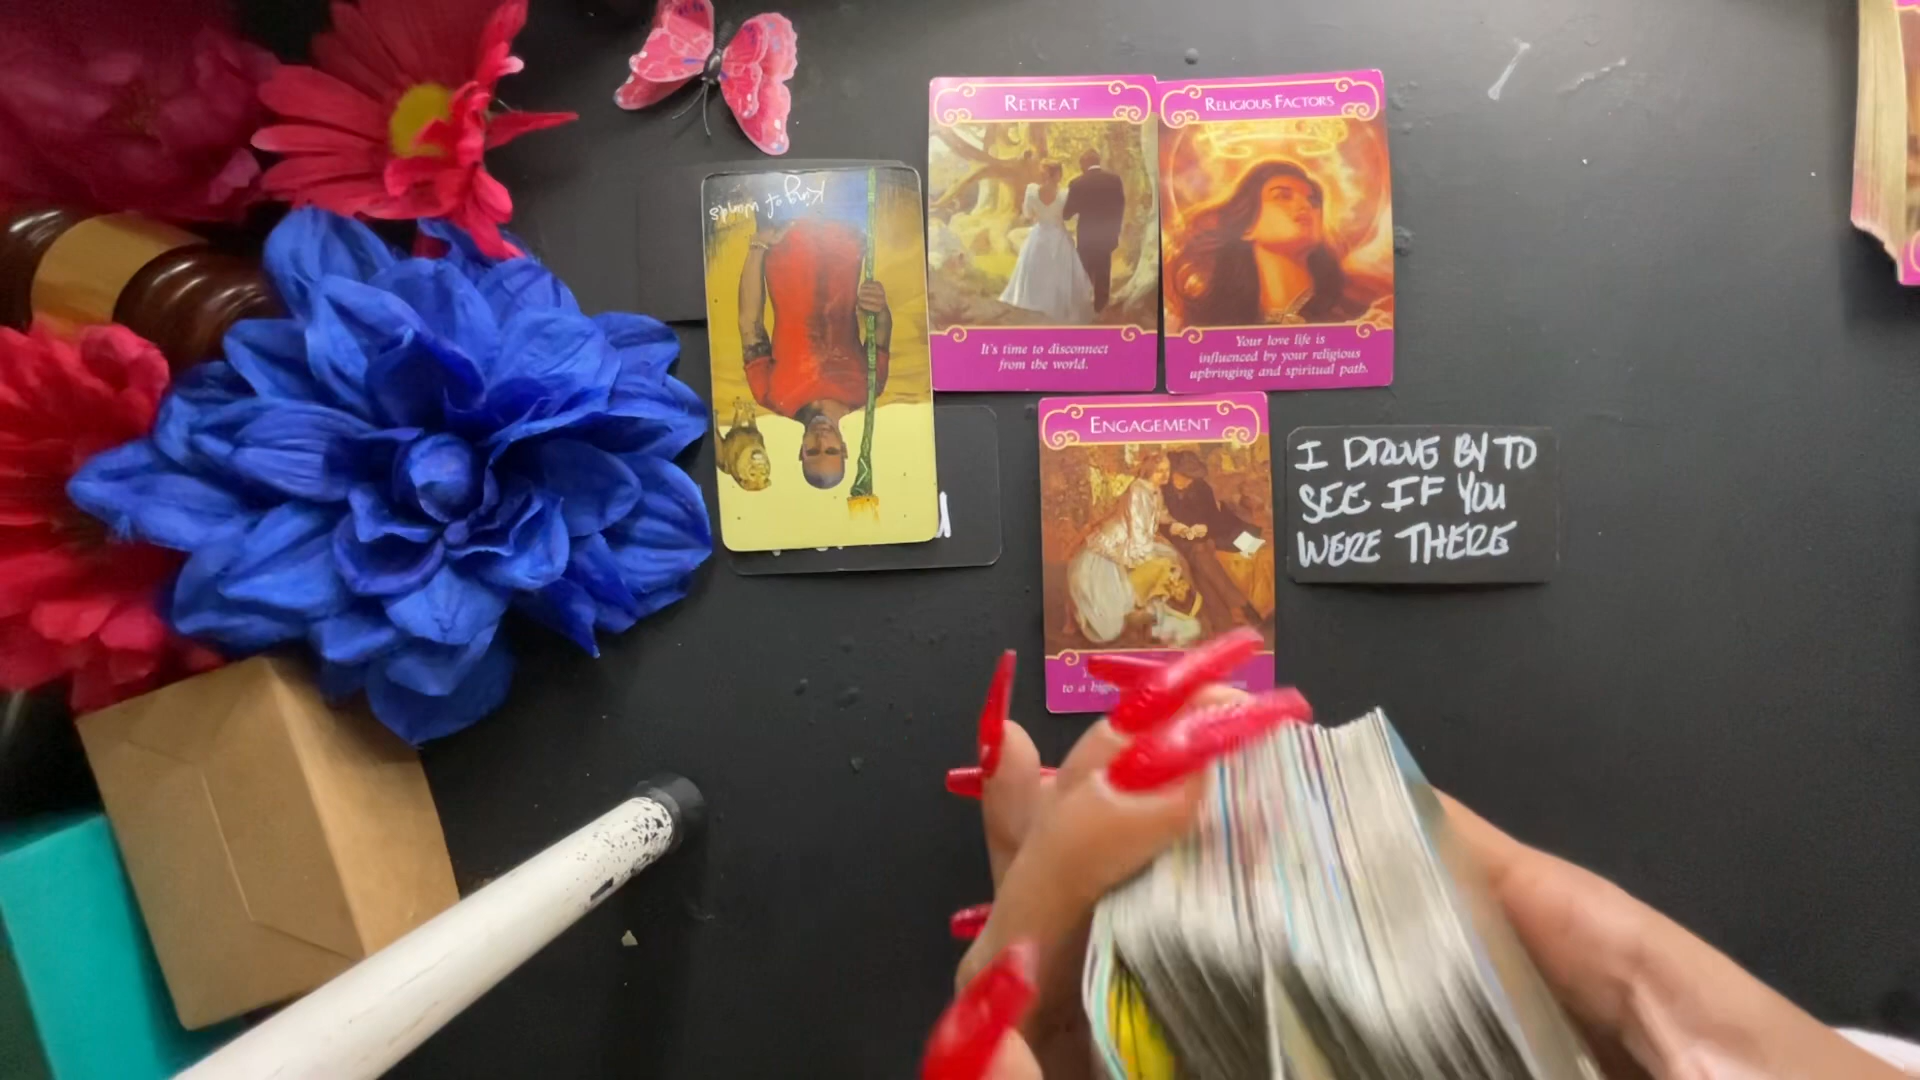 King of Wands
RETREAT
It's time to disconnect
from the world.
RELIGIOUS FACTORS
Your love life is
influenced by your religious
upbringing and spiritual path.
ENGAGEMENT
to a
I DROVE BY TO
SEE IF YOU
WERE THERE